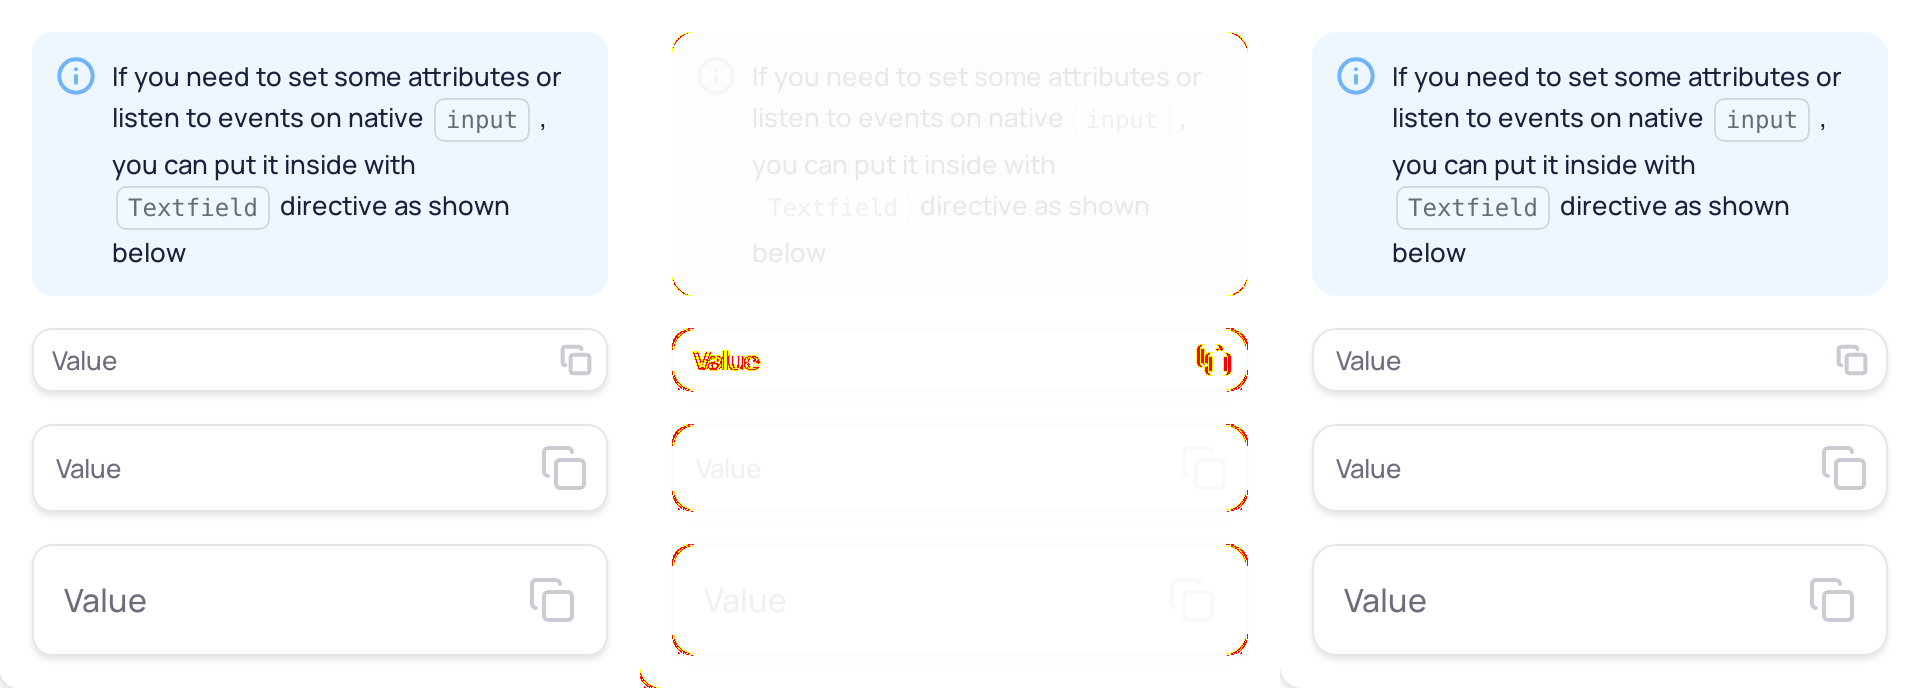 If you need to set some attributes or
listen to events on native input ,
you can put it inside with
Textfield directive as shown
below
Value
Value
Value
If you need to set some attributes or
listen to events on native input ,
you can put it inside with
Textfield directive as shown
below
Value
Value
Value
If you need to set some attributes or
listen to events on native input ,
you can put it inside with
Textfield directive as shown
below
Value
Value
Value